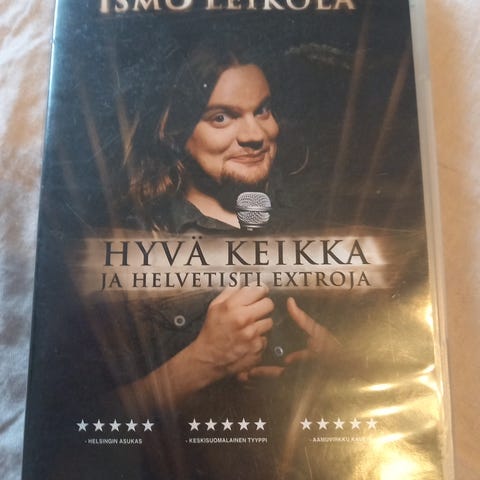 ISMO LEIKOLA
HYVÄ KEIKKA
JA HELVETISTI EXTROJA
★★★★★ ★★★★★ ★★★★★
- HELSINGIN ASUKAS - KESKISUOMALAINEN TYYPPI - AAMUVIRKKU